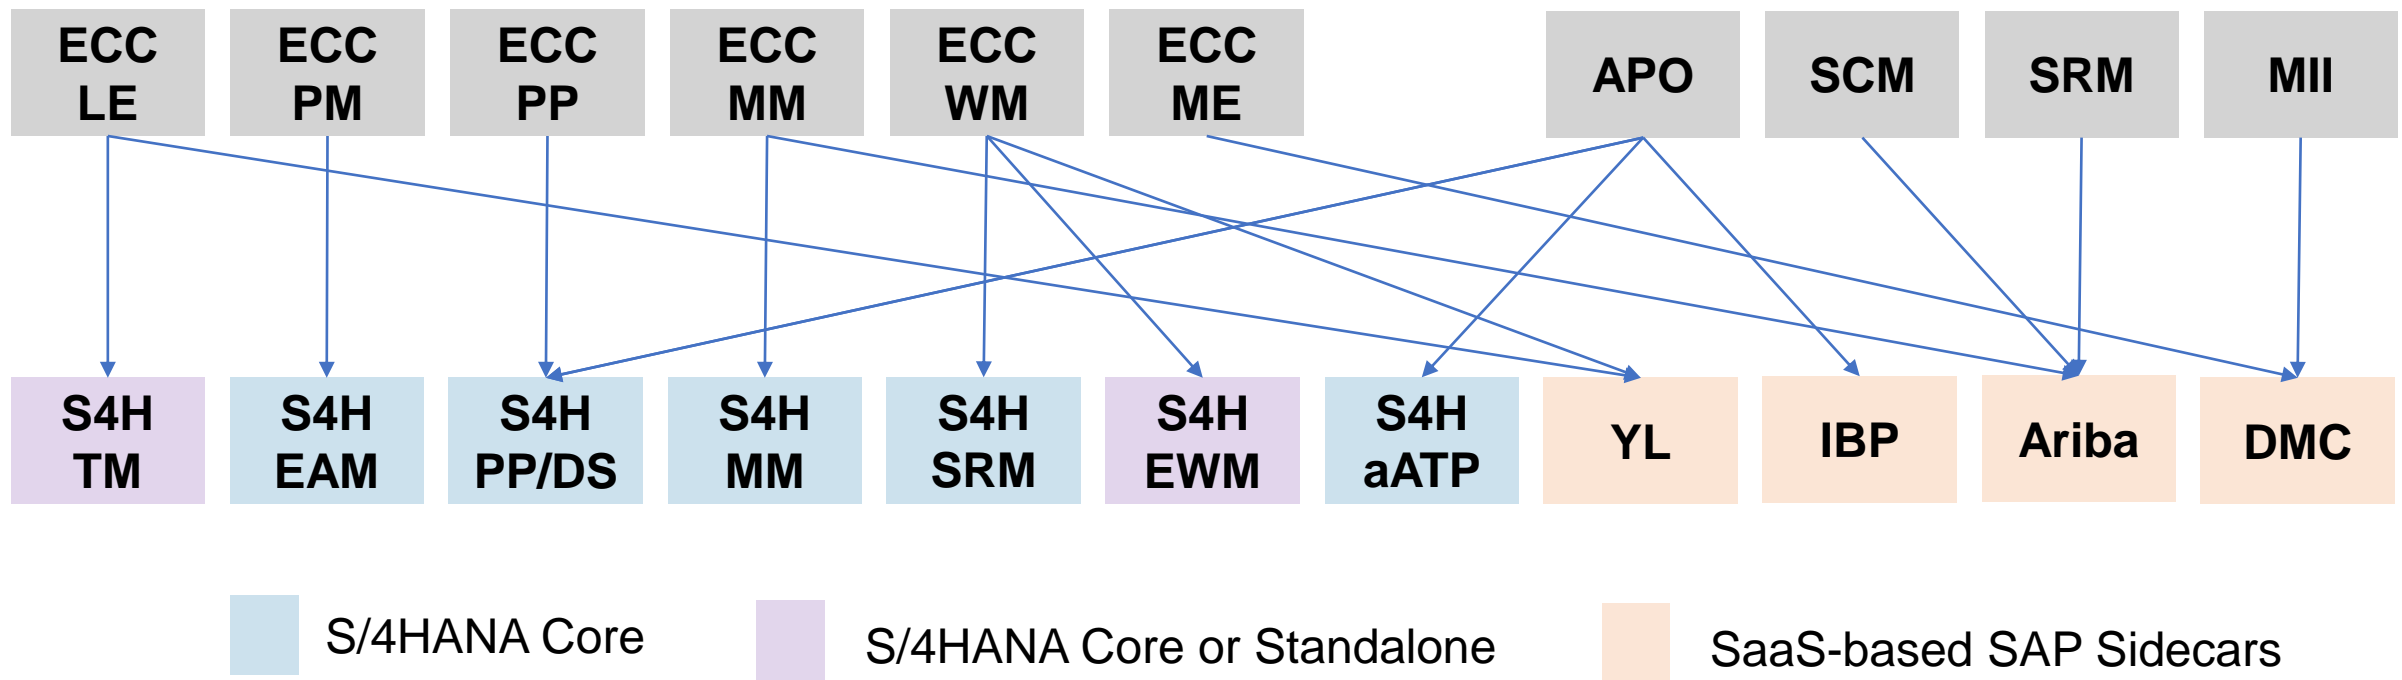 ECC
LE
ECC
PM
ECC
PP
ECC
MM
ECC
WM
ECC
ME
APO
SCM
SRM
MII
S4H
TM
S4H
EAM
S4H
PP/DS
S4H
MM
S4H
SRM
S4H
EWM
S4H
aATP
YL
IBP
Ariba
DMC
S/4HANA Core
S/4HANA Core or Standalone
SaaS-based SAP Sidecars